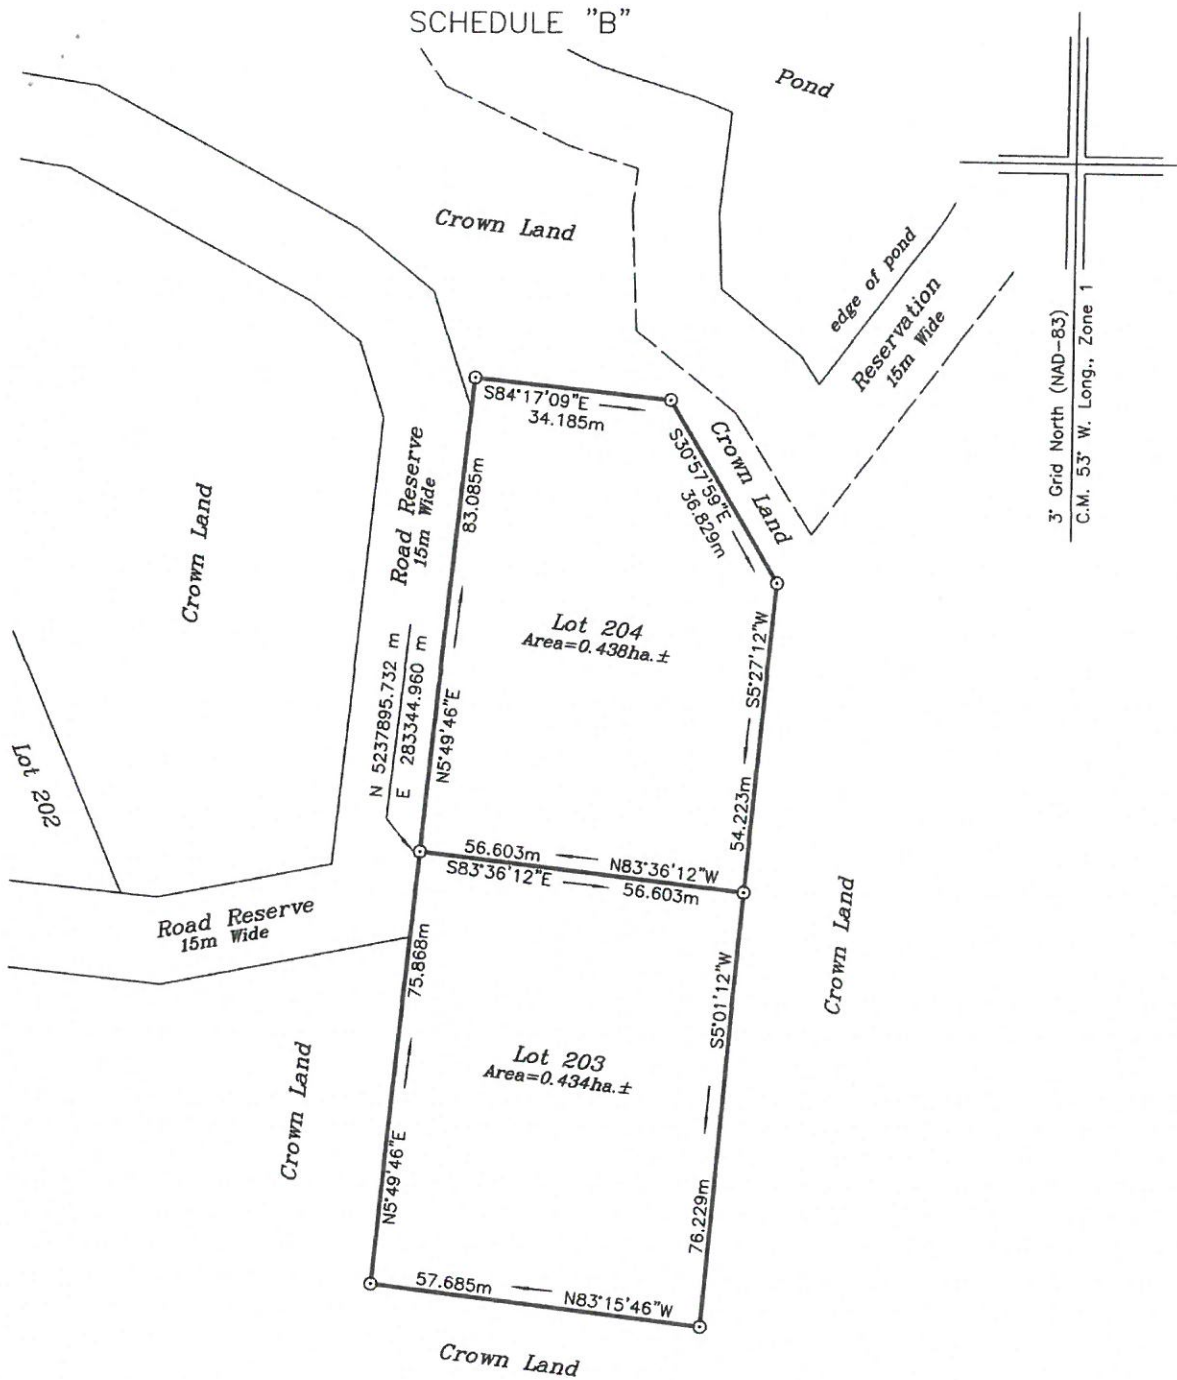 SCHEDULE "B"
Pond
Crown Land
edge of pond
Reservation
15m Wide
3° Grid North (NAD-83)
C.M. 53° W. Long., Zone 1
S84°17'09"E
34.185m
Crown Land
S30°57'59"E
36.829m
Road Reserve
15m Wide
83.085m
Crown Land
Lot 204
Area=0.438ha.±
S5°27'12"W
54.223m
N 5237895.732 m
E 283344.960 m
N5°49'46"E
Lot 202
56.603m
N83°36'12"W
S83°36'12"E
56.603m
Road Reserve
15m Wide
75.868m
Crown Land
S5°01'12"W
Lot 203
Area=0.434ha.±
Crown Land
N5°49'46"E
76.229m
57.685m
N83°15'46"W
Crown Land